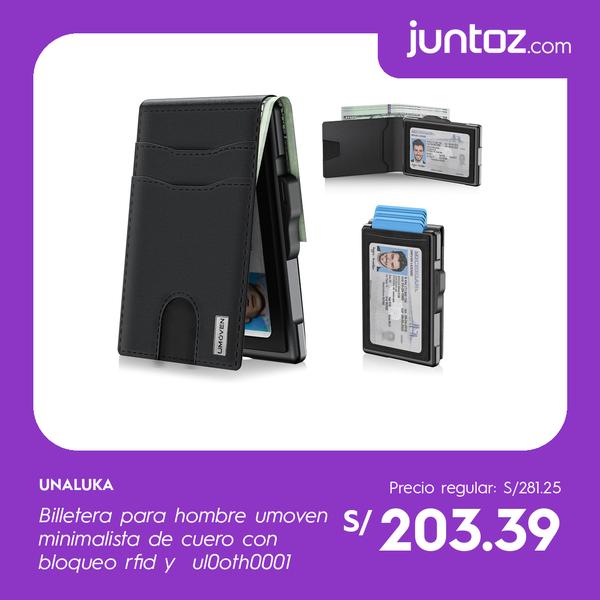 juntoz.com
UMOVEN
UNALUKA
Billetera para hombre umoven
minimalista de cuero con
bloqueo rfid y ul0oth0001
Precio regular: S/281.25
S/203.39